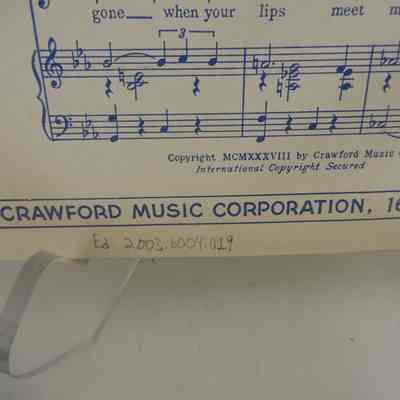 gone__ when your lips meet
3
Copyright MCMXXXVIII by Crawford Music
International Copyright Secured
CRAWFORD MUSIC CORPORATION, 16
Ed 2003.6004.019